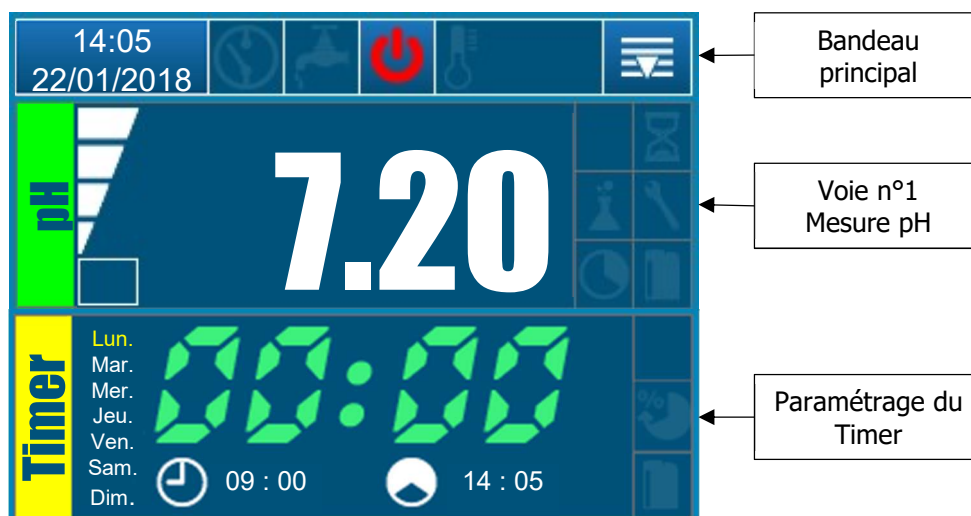 14:05
22/01/2018
Bandeau
principal
pH
7.20
Voie n°1
Mesure pH
Timer
Lun.
Mar.
Mer.
Jeu.
Ven.
Sam.
Dim.
00:00
%
09 : 00
14 : 05
Paramétrage du
Timer